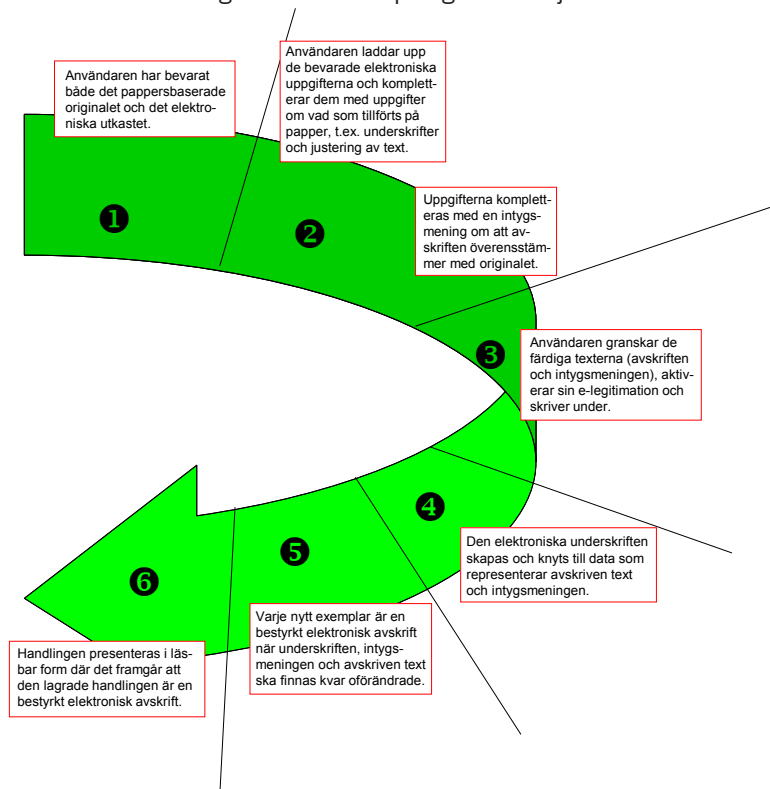 Användaren har bevarat
både det pappersbaserade
originalet och det elektro-
niska utkastet.
Användaren laddar upp
de bevarade elektroniska
uppgifterna och komplett-
erar dem med uppgifter
om vad som tillförts på
papper, t.ex. underskrifter
och justering av text.
Uppgifterna komplett-
eras med en intygs-
mening om att av-
skriften överensstäm-
mer med originalet.
Användaren granskar de
färdiga texterna (avskriften
och intygsmeningen), aktiv-
erar sin e-legitimation och
skriver under.
Den elektroniska underskriften
skapas och knyts till data som
representerar avskriven text
och intygsmeningen.
Varje nytt exemplar är en
bestyrkt elektronisk avskrift
när underskriften, intygs-
meningen och avskriven text
ska finnas kvar oförändrade.
Handlingen presenteras i läs-
bar form där det framgår att
den lagrade handlingen är en
bestyrkt elektronisk avskrift.
1
2
3
4
5
6